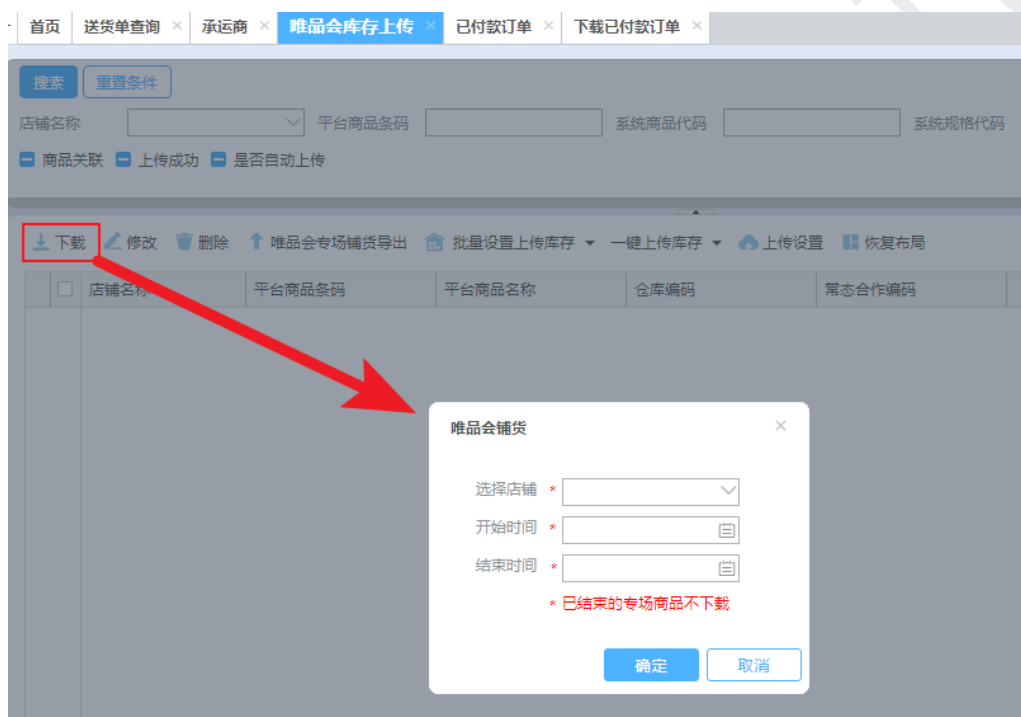 首页 送货单查询 × 承运商 × 唯品会库存上传 × 已付款订单 × 下载已付款订单 ×
搜索 重置条件
店铺名称 平台商品条码 系统商品代码 系统规格代码
商品关联 上传成功 是否自动上传
下载 修改 删除 唯品会专场铺货导出 批量设置上传库存 一键上传库存 上传设置 恢复布局
店铺名称 平台商品条码 平台商品名称 仓库编码 常态合作编码
唯品会铺货 ×
选择店铺 *
开始时间 *
结束时间 *
* 已结束的专场商品不下载
确定 取消